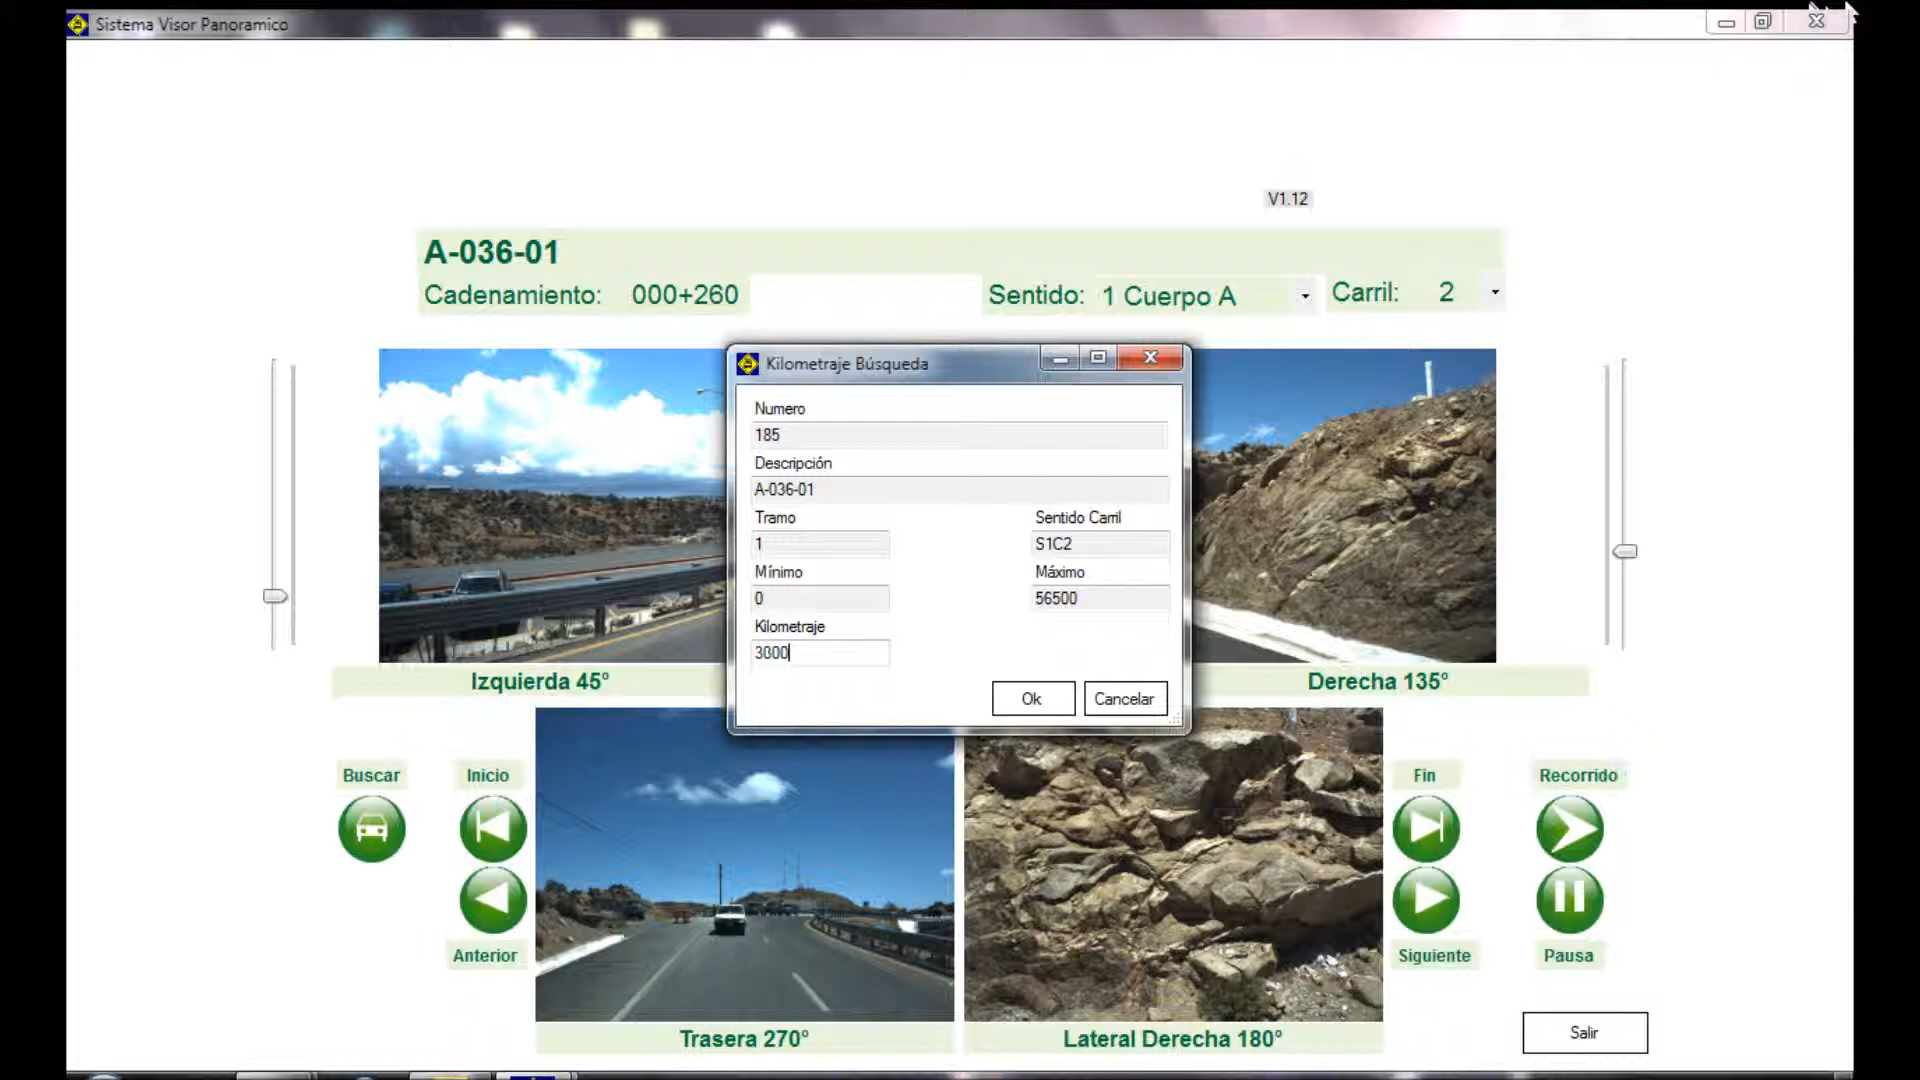 Sistema Visor Panoramico
V1.12
A-036-01
Cadenamiento: 000+260 Sentido: 1 Cuerpo A Carril: 2
Kilometraje Búsqueda
Numero
185
Descripción
A-036-01
Tramo Sentido Carril
1 S1C2
Mínimo Máximo
0 56500
Kilometraje
3000
Ok Cancelar
Izquierda 45° Derecha 135°
Buscar Inicio Fin Recorrido
Anterior Siguiente Pausa
Trasera 270° Lateral Derecha 180°
Salir